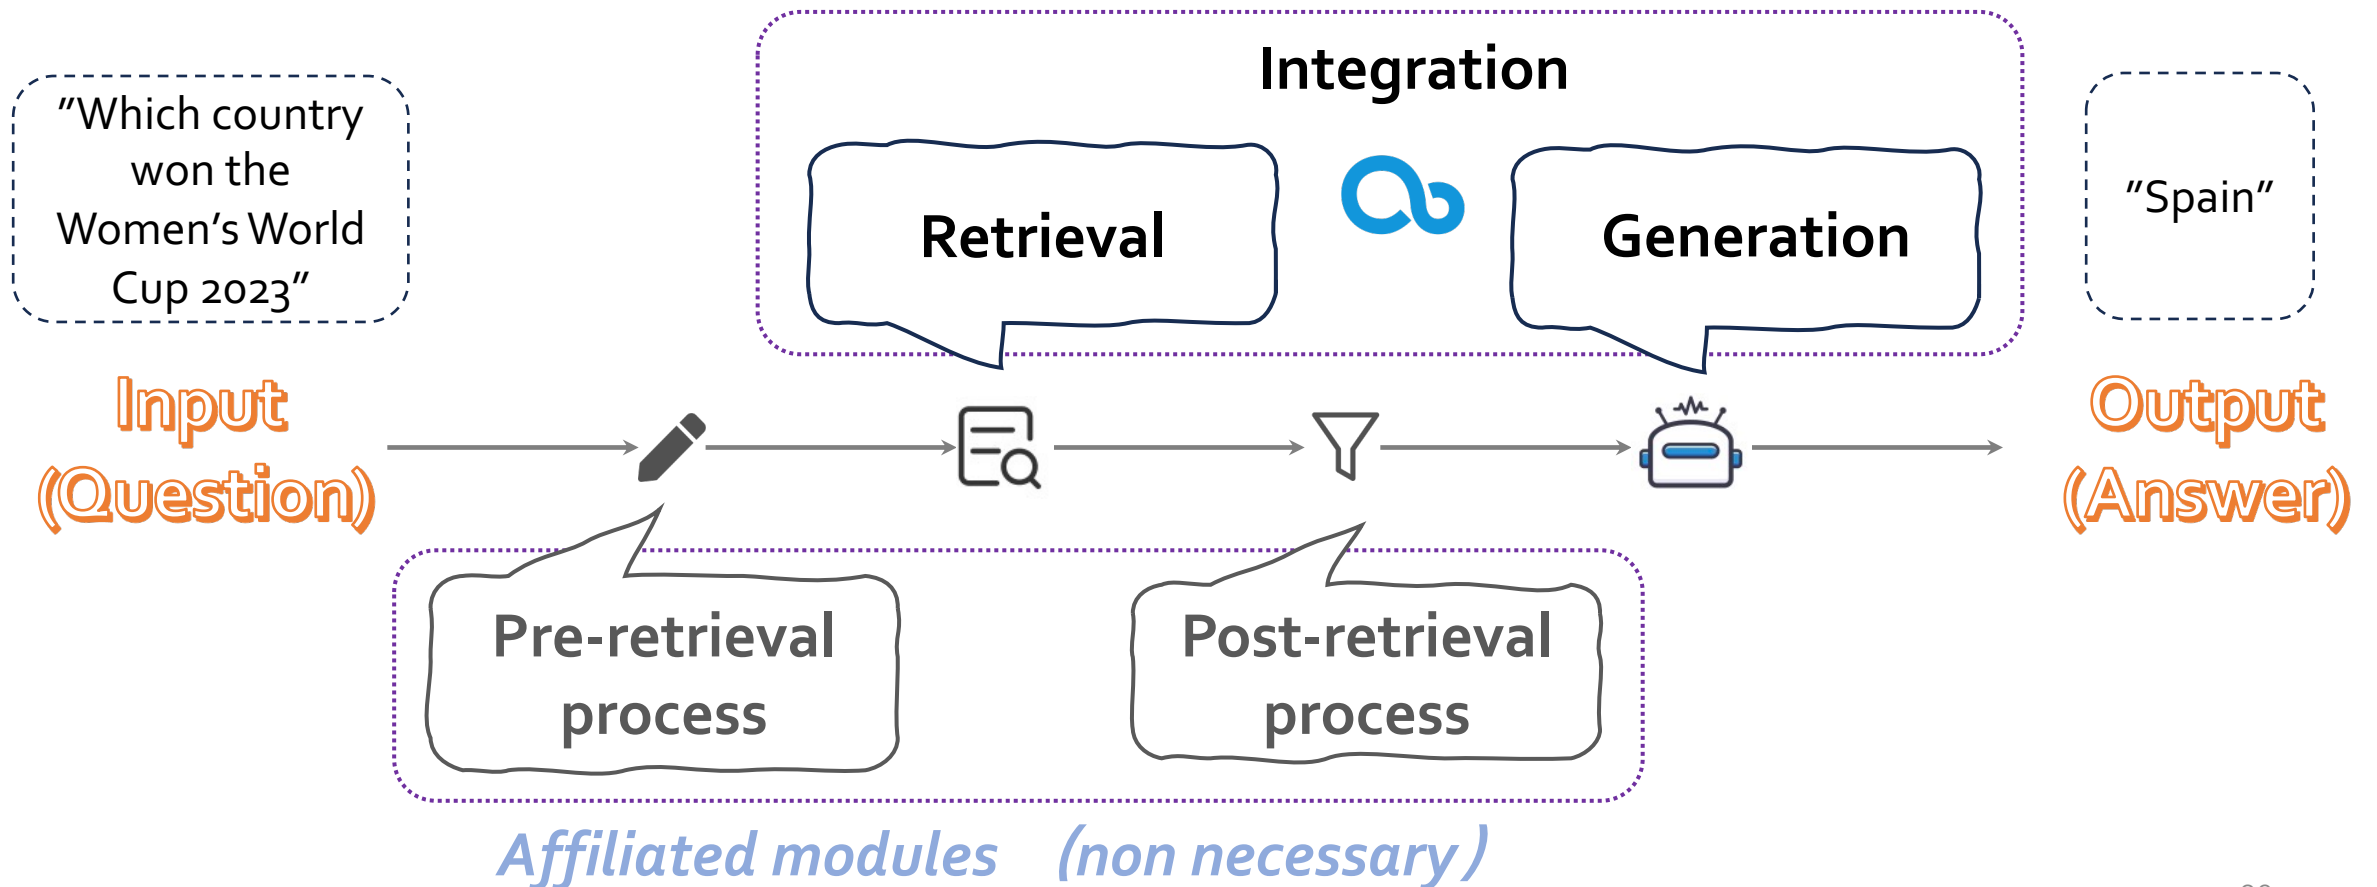 Integration
"Which country
won the
Women's World
Cup 2023"
Retrieval
Generation
"Spain"
Input
(Question)
Output
(Answer)
Pre-retrieval
process
Post-retrieval
process
Affiliated modules (non necessary)